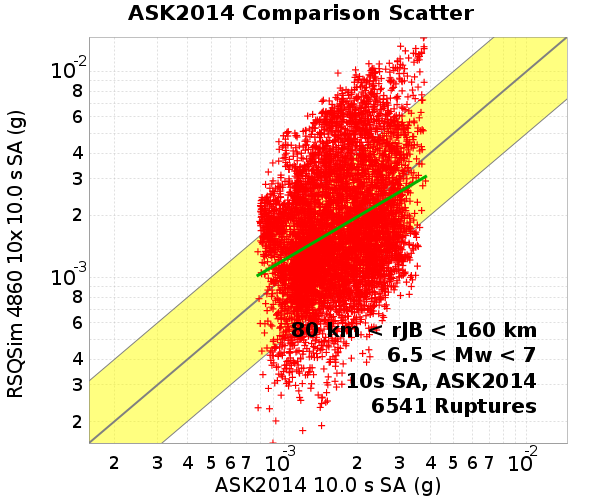 ASK2014 Comparison Scatter
RSQSim 4860 10x 10.0 s SA (g)
10-2
8
6
4
3
2
10-3
8
6
4
3
2
80 km < rJB < 160 km
6.5 < Mw < 7
10s SA, ASK2014
6541 Ruptures
2 3 4 5 6 7 10-3 2 3 4 5 6 7 10-2
ASK2014 10.0 s SA (g)